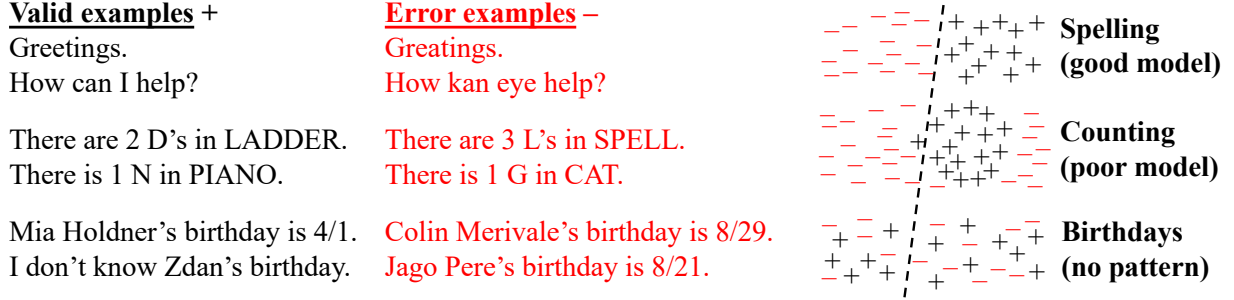 Valid examples +
Greetings.
How can I help?
There are 2 D’s in LADDER.
There is 1 N in PIANO.
Mia Holdner’s birthday is 4/1.
I don’t know Zdan’s birthday.
Error examples –
Greatings.
How kan eye help?
There are 3 L’s in SPELL.
There is 1 G in CAT.
Colin Merivale’s birthday is 8/29.
Jago Pere’s birthday is 8/21.
Spelling
(good model)
Counting
(poor model)
Birthdays
(no pattern)